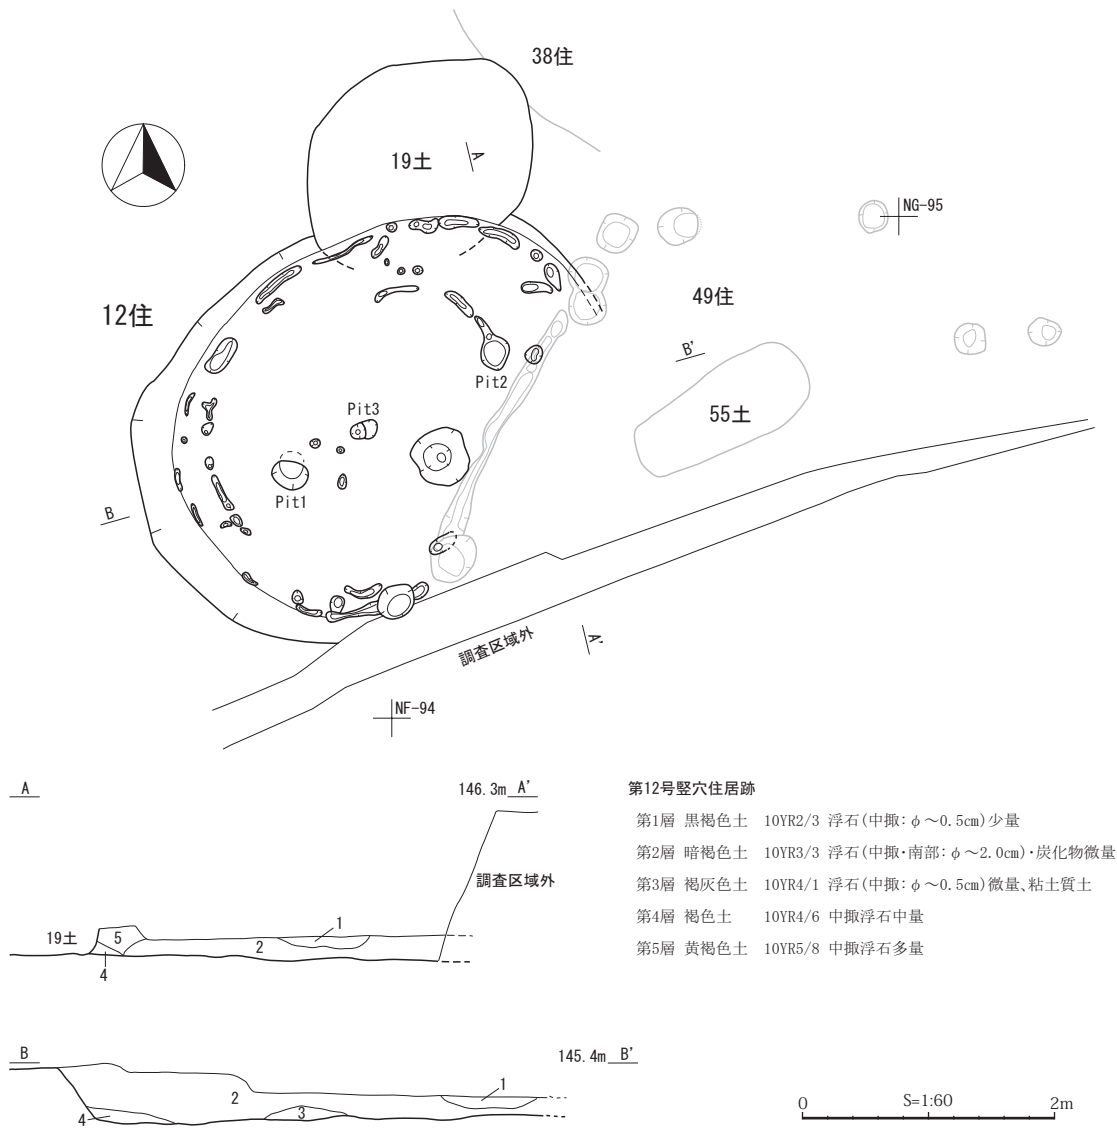 38住
19土
A
NG-95
12住
49住
B'
Pit2
55土
Pit3
Pit1
B
調査区域外
A'
NF-94
A
146.3m A'
調査区域外
19土
5
4
2
1
第12号竪穴住居跡
第1層 黒褐色土 10YR2/3 浮石(中掫:φ～0.5㎝)少量
第2層 暗褐色土 10YR3/3 浮石(中掫・南部:φ～2.0㎝)・炭化物微量
第3層 褐灰色土 10YR4/1 浮石(中掫:φ～0.5㎝)微量、粘土質土
第4層 褐色土 10YR4/6 中掫浮石中量
第5層 黄褐色土 10YR5/8 中掫浮石多量
B
145.4m B'
2
1
4
3
0 S=1:60 2m